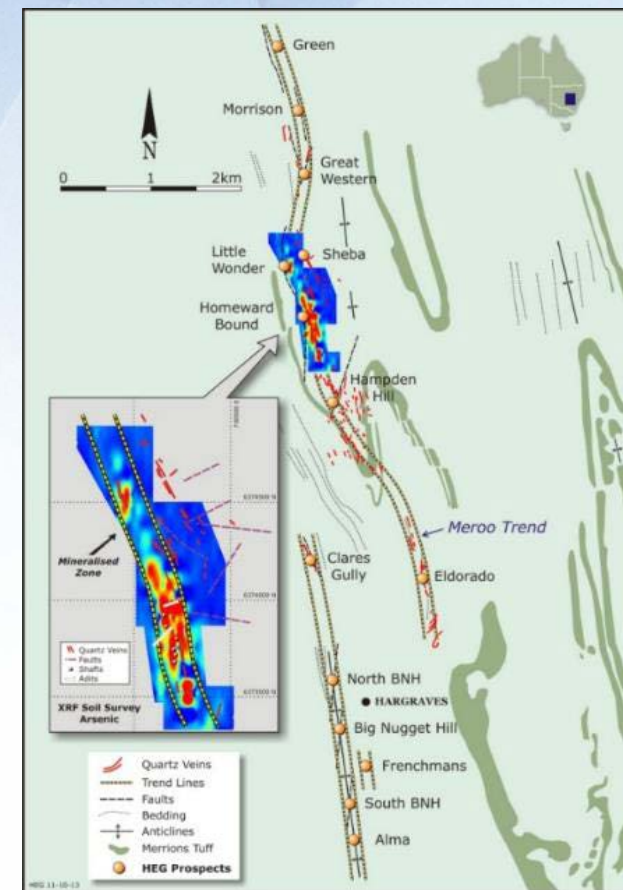 Green
Morrison
N
0 1 2km
Great
Western
Little
Wonder
Sheba
Homeward
Bound
Hampden
Hill
Meroo Trend
Mineralised
Zone
Quartz Veins
Faults
Shafts
Adits
XRF Soil Survey
Arsenic
Clares
Gully
Eldorado
North BNH
HARGRAVES
Big Nugget Hill
Frenchmans
South BNH
Alma
Quartz Veins
Trend Lines
Faults
Bedding
Anticlines
Merrions Tuff
HEG Prospects